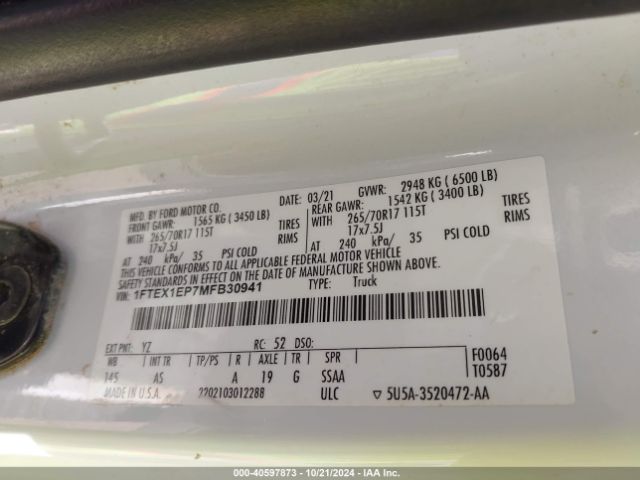 MFD. BY FORD MOTOR CO.
DATE: 03/21 GVWR: 2948 KG ( 6500 LB)
FRONT GAWR: 1565 KG ( 3450 LB)
REAR GAWR: 1542 KG ( 3400 LB)
WITH 265/70R17 115T TIRES
WITH 265/70R17 115T TIRES
17x7.5J RIMS
17x7.5J RIMS
AT 240 kPa/ 35 PSI COLD
AT 240 kPa/ 35 PSI COLD
THIS VEHICLE CONFORMS TO ALL APPLICABLE FEDERAL MOTOR VEHICLE
SAFETY STANDARDS IN EFFECT ON THE DATE OF MANUFACTURE SHOWN ABOVE.
VIN: 1FTEX1EP7MFB30941
TYPE: Truck
EXT PNT: YZ RC: 52 DSO:
WB INT TR TP/PS R AXLE TR SPR
145 AS A 19 G SSAA
F0064
T0587
MADE IN U.S.A. 2202103012288 ULC ▽ 5U5A-3520472-AA
000-40597873 - 10/21/2024 - IAA Inc.